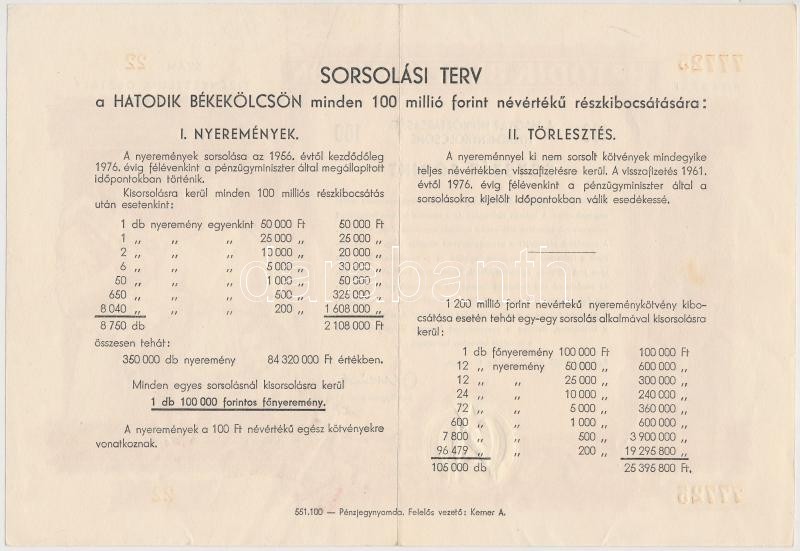 SORSOLÁSI TERV
a HATODIK BÉKEKÖLCSÖN minden 100 millió forint névértékű részkibocsátására:
I. NYEREMÉNYEK.
A nyeremények sorsolása az 1956. évtől kezdődőleg
1976. évig félévenkint a pénzügyminiszter által megállapított
időpontokban történik.
Kisorsolásra kerül minden 100 milliós részkibocsátás
után esetenkint:
1 db nyeremény egyenkint 50 000 Ft 50 000 Ft
1 „ „ „ 25 000 „ 25 000 „
2 „ „ „ 10 000 „ 20 000 „
6 „ „ „ 5 000 „ 30 000 „
50 „ „ „ 1 000 „ 50 000 „
650 „ „ „ 500 „ 325 000 „
8 040 „ „ „ 200 „ 1 608 000 „
8 750 db 2 108 000 Ft
összesen tehát:
350 000 db nyeremény 84 320 000 Ft értékben.
Minden egyes sorsolásnál kisorsolásra kerül
1 db 100 000 forintos főnyeremény.
A nyeremények a 100 Ft névértékű egész kötvényekre
vonatkoznak.
II. TÖRLESZTÉS.
A nyereménnyel ki nem sorsolt kötvények mindegyike
teljes névértékben visszafizetésre kerül. A visszafizetés 1961.
évtől 1976. évig félévenkint a pénzügyminiszter által a
sorsolásokra kijelölt időpontokban válik esedékessé.
1 200 millió forint névértékű nyereménykötvény kibo-
csátása esetén tehát egy-egy sorsolás alkalmával kisorsolásra
kerül:
1 db főnyeremény 100 000 Ft 100 000 Ft
12 „ nyeremény 50 000 „ 600 000 „
12 „ „ 25 000 „ 300 000 „
24 „ „ 10 000 „ 240 000 „
72 „ „ 5 000 „ 360 000 „
600 „ „ 1 000 „ 600 000 „
7 800 „ „ 500 „ 3 900 000 „
96 479 „ „ 200 „ 19 295 800 „
105 000 db 25 395 800 Ft.
551.100 — Pénzjegynyomda. Felelős vezető: Kemer A.
darabanth